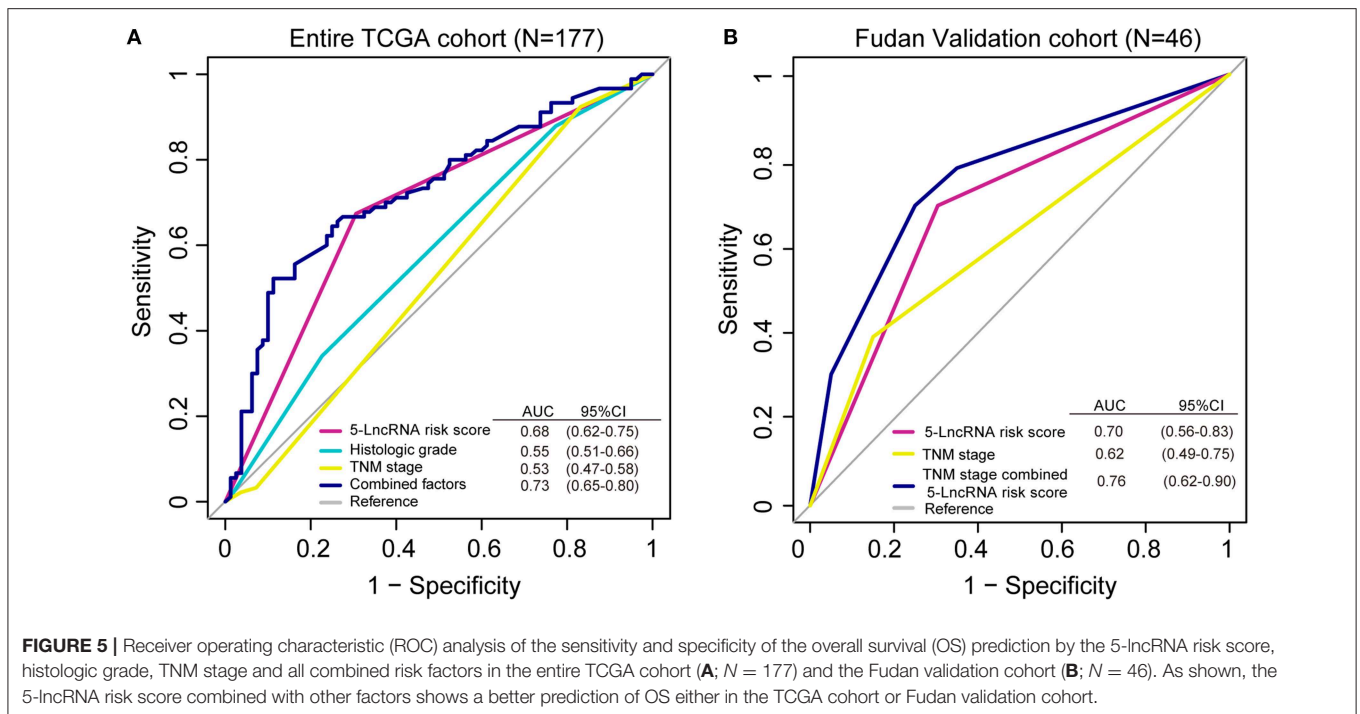 A
Entire TCGA cohort (N=177)
Sensitivity
0
0.2
0.4
0.6
0.8
1
AUC 95%CI
5-LncRNA risk score 0.68 (0.62-0.75)
Histologic grade 0.55 (0.51-0.66)
TNM stage 0.53 (0.47-0.58)
Combined factors 0.73 (0.65-0.80)
Reference
0 0.2 0.4 0.6 0.8 1
1 − Specificity
B
Fudan Validation cohort (N=46)
Sensitivity
0
0.2
0.4
0.6
0.8
1
AUC 95%CI
5-LncRNA risk score 0.70 (0.56-0.83)
TNM stage 0.62 (0.49-0.75)
TNM stage combined
5-LncRNA risk score 0.76 (0.62-0.90)
Reference
0 0.2 0.4 0.6 0.8 1
1 − Specificity
FIGURE 5 | Receiver operating characteristic (ROC) analysis of the sensitivity and specificity of the overall survival (OS) prediction by the 5-lncRNA risk score,
histologic grade, TNM stage and all combined risk factors in the entire TCGA cohort (A; N = 177) and the Fudan validation cohort (B; N = 46). As shown, the
5-lncRNA risk score combined with other factors shows a better prediction of OS either in the TCGA cohort or Fudan validation cohort.